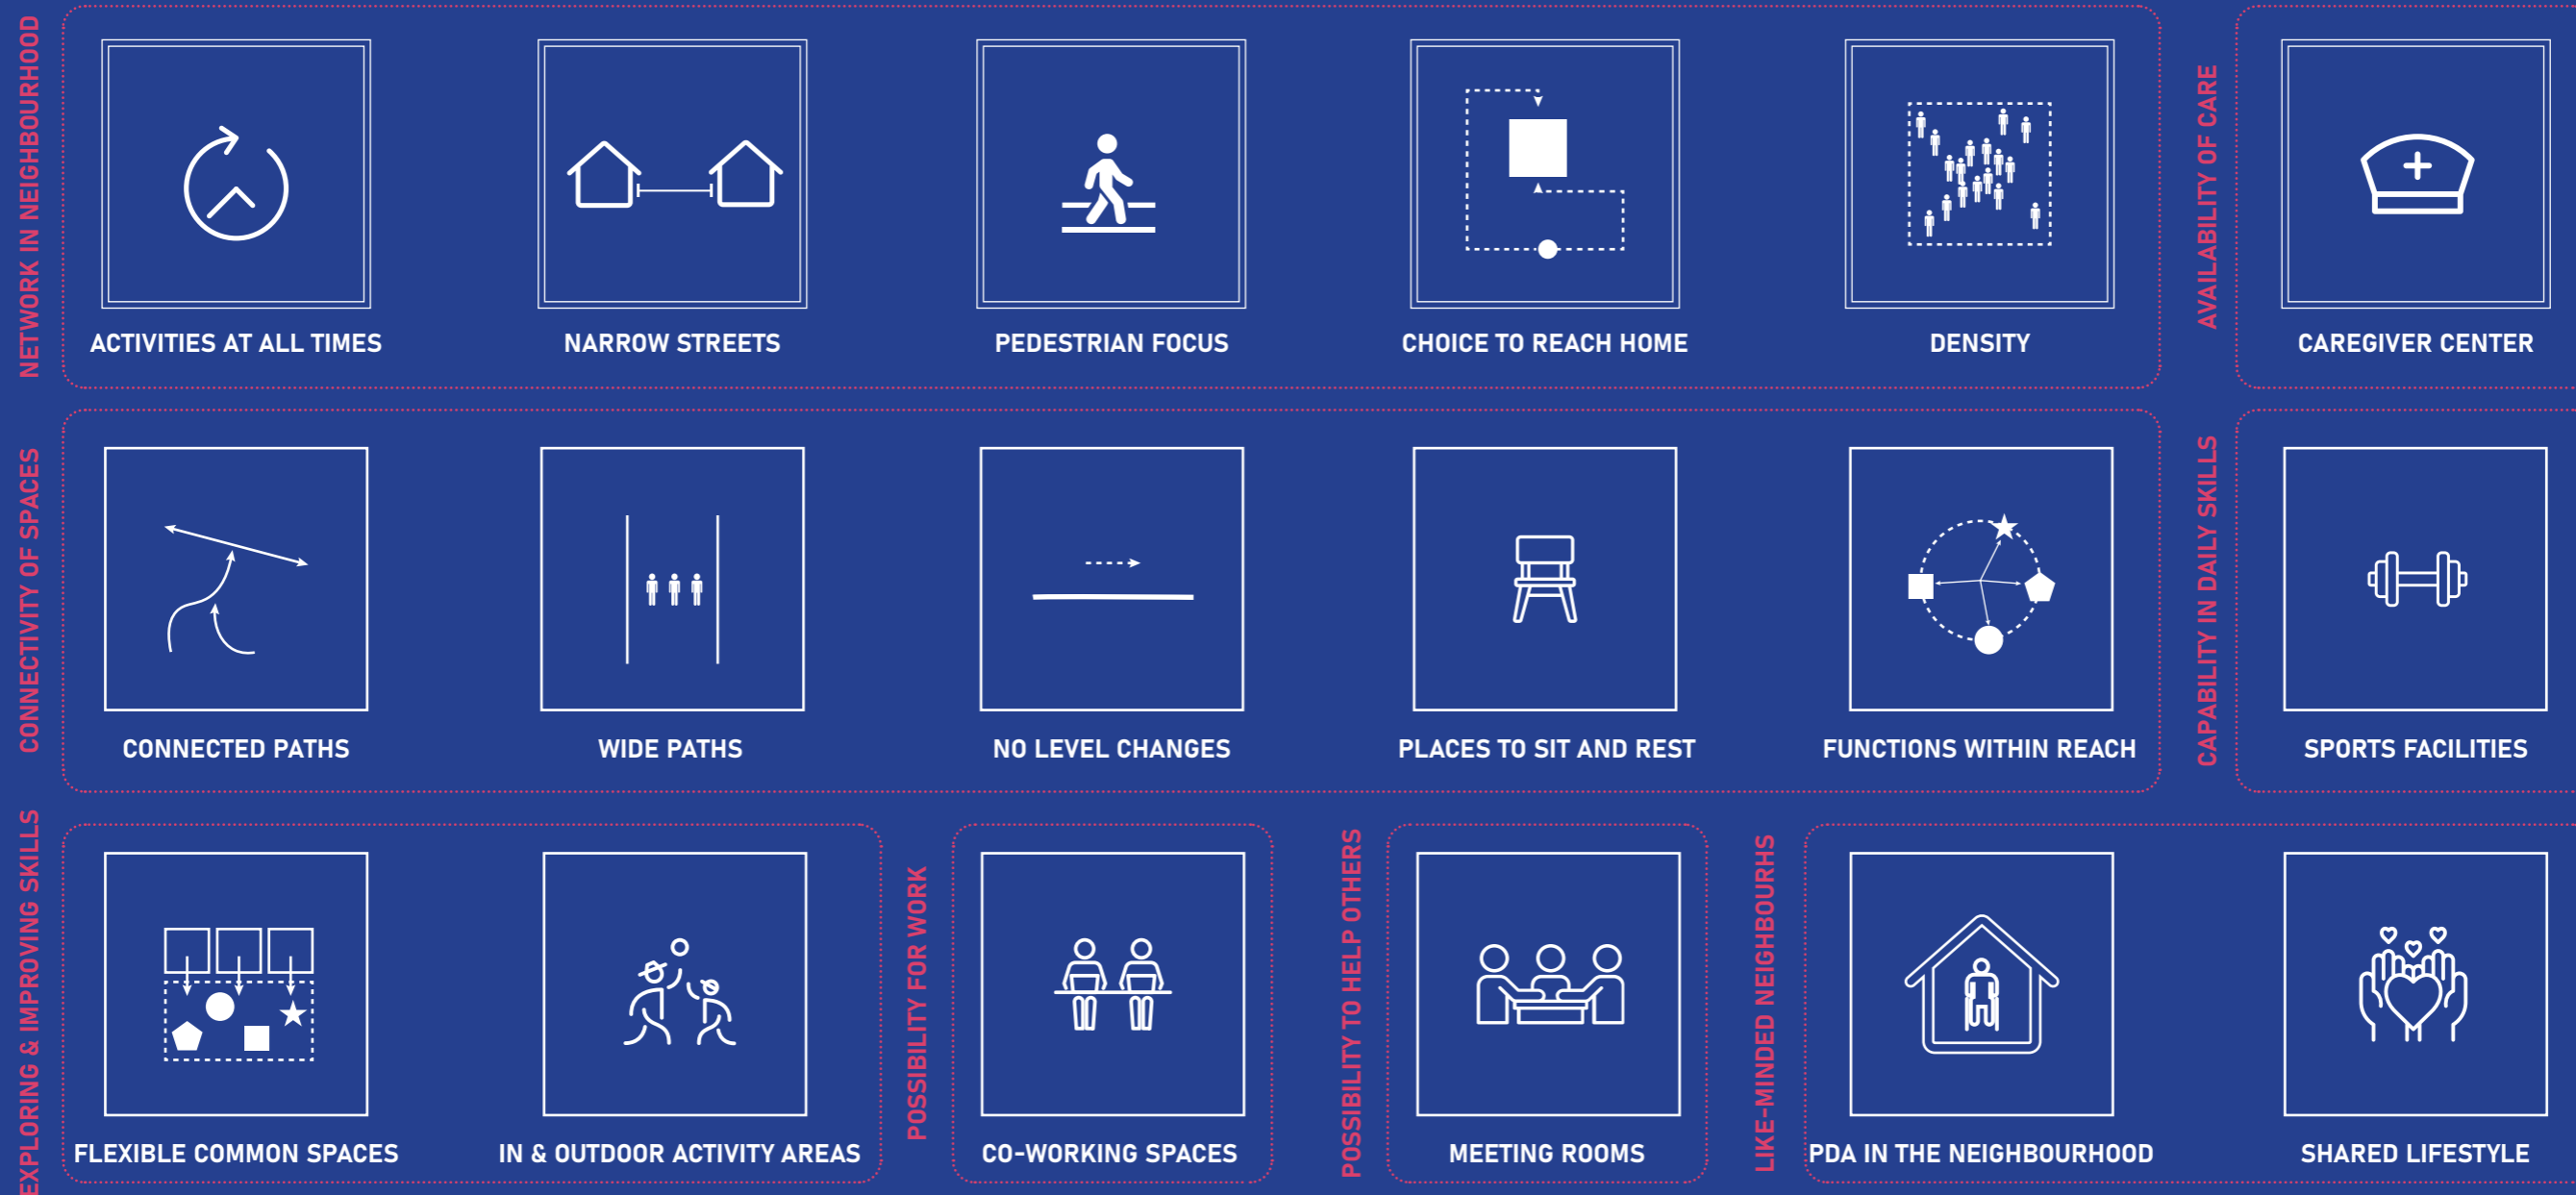 NETWORK IN NEIGHBOURHOOD
ACTIVITIES AT ALL TIMES
NARROW STREETS
PEDESTRIAN FOCUS
CHOICE TO REACH HOME
DENSITY
AVAILABILITY OF CARE
CAREGIVER CENTER
CONNECTIVITY OF SPACES
CONNECTED PATHS
WIDE PATHS
NO LEVEL CHANGES
PLACES TO SIT AND REST
FUNCTIONS WITHIN REACH
CAPABILITY IN DAILY SKILLS
SPORTS FACILITIES
EXPLORING & IMPROVING SKILLS
FLEXIBLE COMMON SPACES
IN & OUTDOOR ACTIVITY AREAS
POSSIBILITY FOR WORK
CO-WORKING SPACES
POSSIBILITY TO HELP OTHERS
MEETING ROOMS
LIKE-MINDED NEIGHBOURHS
PDA IN THE NEIGHBOURHOOD
SHARED LIFESTYLE